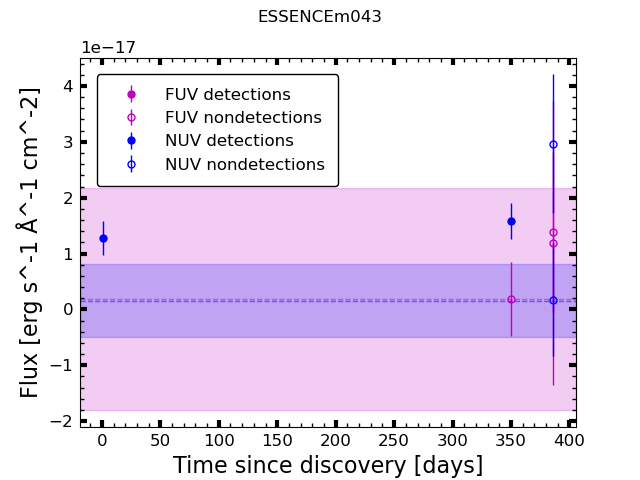 ESSENCEm043
1e−17
FUV detections
FUV nondetections
NUV detections
NUV nondetections
4
3
2
1
0
−1
−2
Flux [erg s^-1 Å^-1 cm^-2]
0 50 100 150 200 250 300 350 400
Time since discovery [days]